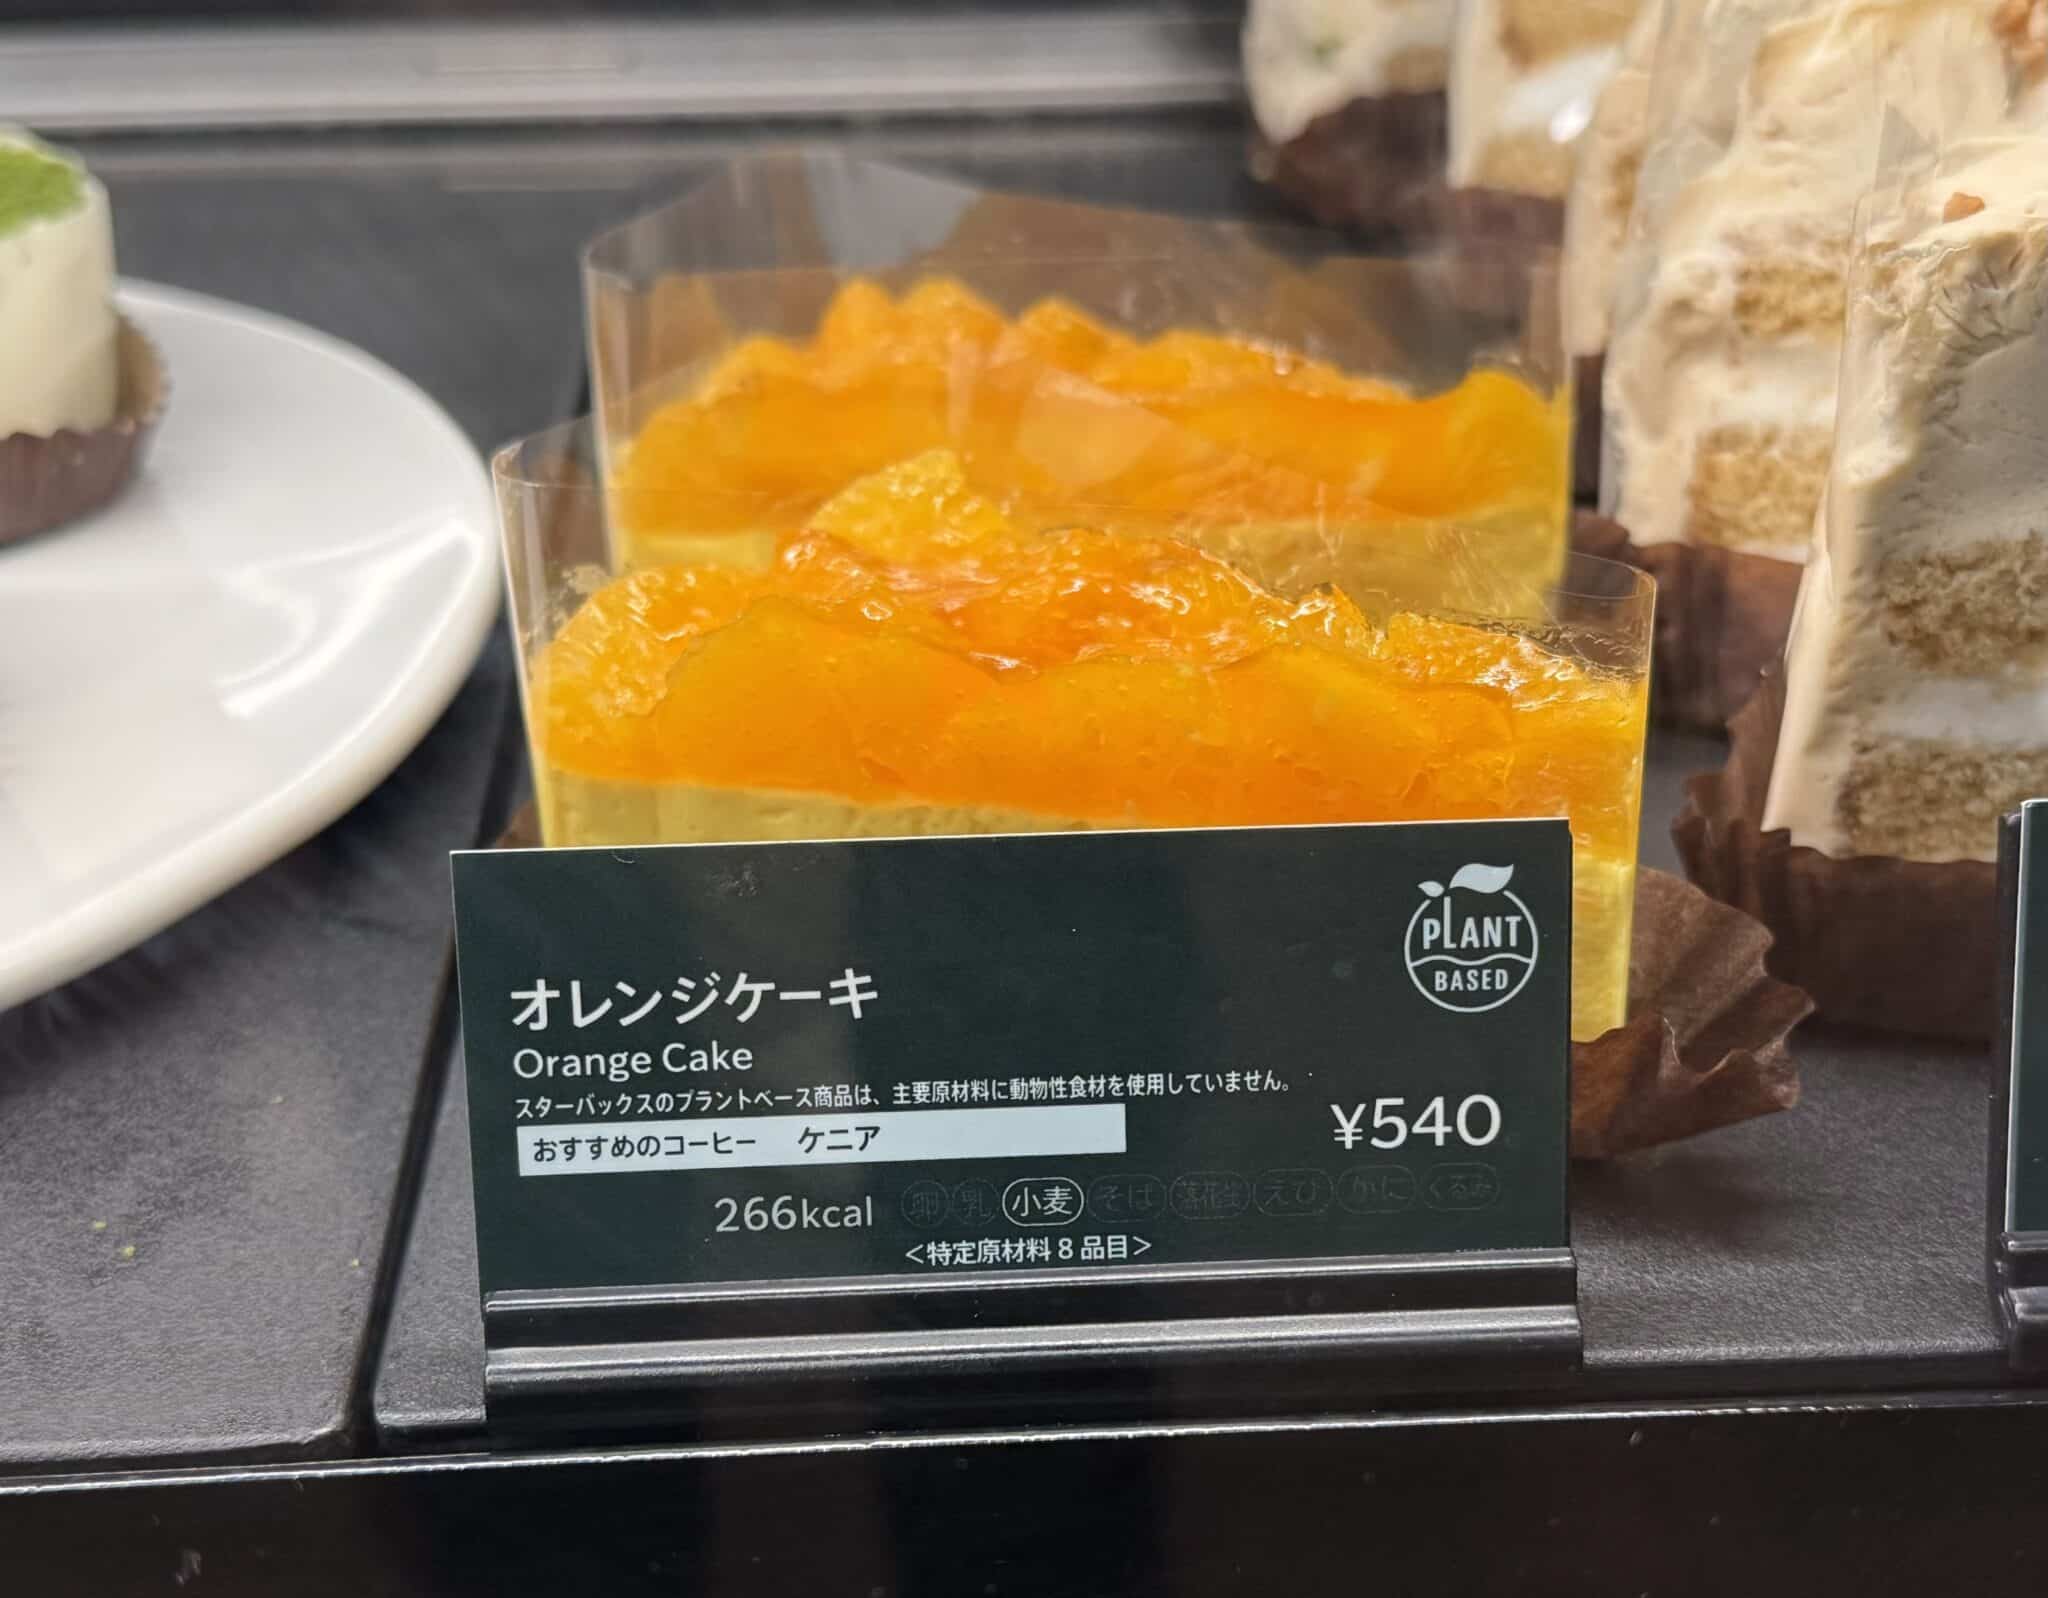 PLANT
BASED
オレンジケーキ
Orange Cake
スターバックスのプラントベース商品は、主要原材料に動物性食材を使用していません。
おすすめのコーヒー ケニア
¥540
266kcal 卵 乳 小麦 そば 落花生 えび かに くるみ
<特定原材料8品目>